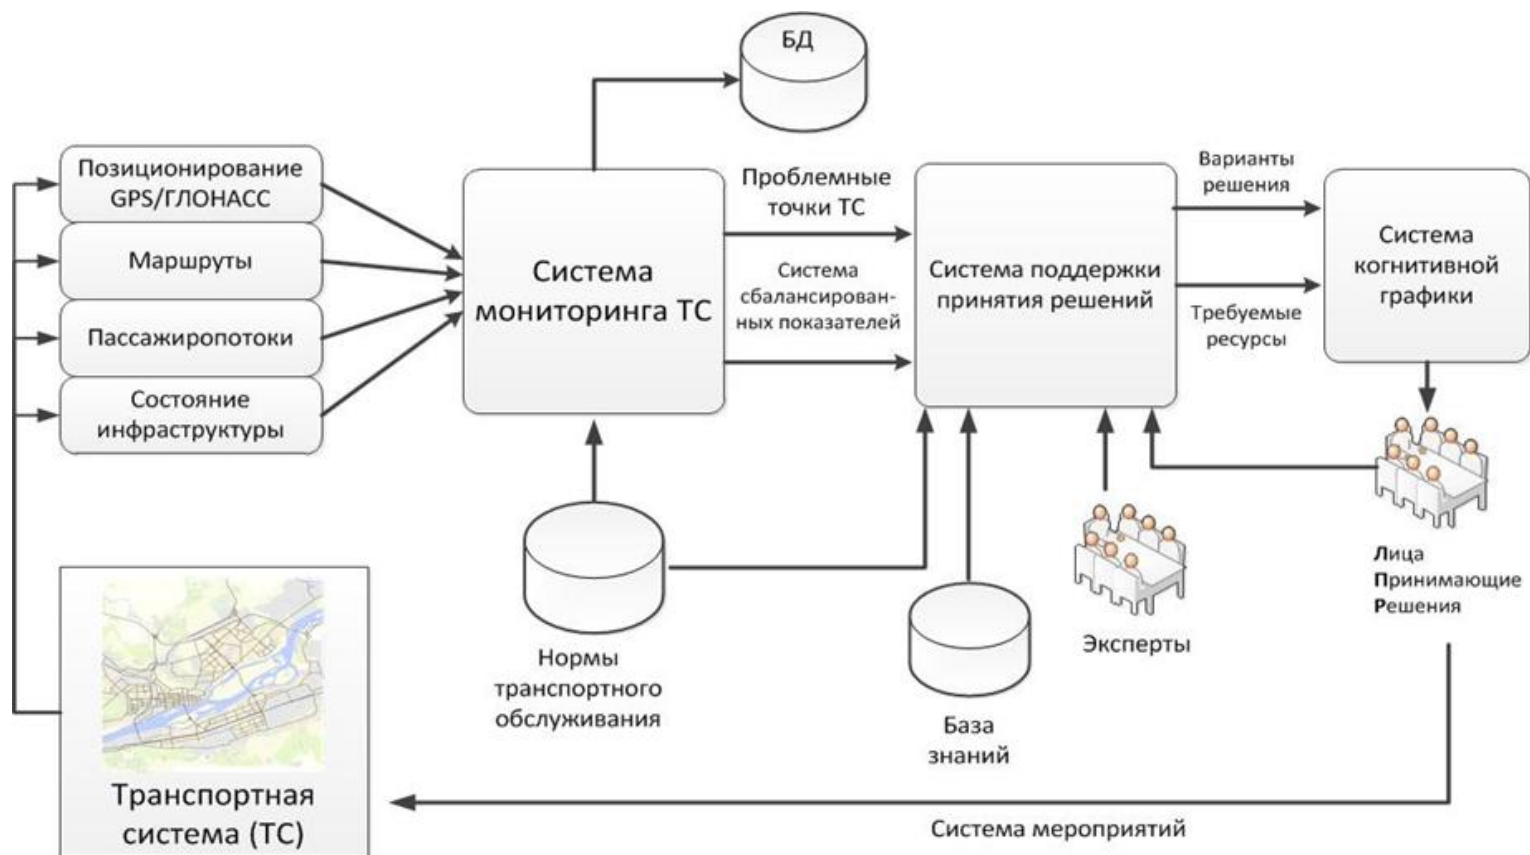 БД
Позиционирование
GPS/ГЛОНАСС
Маршруты
Пассажиропотоки
Состояние
инфраструктуры
Система
мониторинга ТС
Проблемные
точки ТС
Система
сбалансирован-
ных показателей
Система поддержки
принятия решений
Варианты
решения
Требуемые
ресурсы
Система
когнитивной
графики
Лица
Принимающие
Решения
Эксперты
База
знаний
Нормы
транспортного
обслуживания
Транспортная
система (ТС)
Система мероприятий